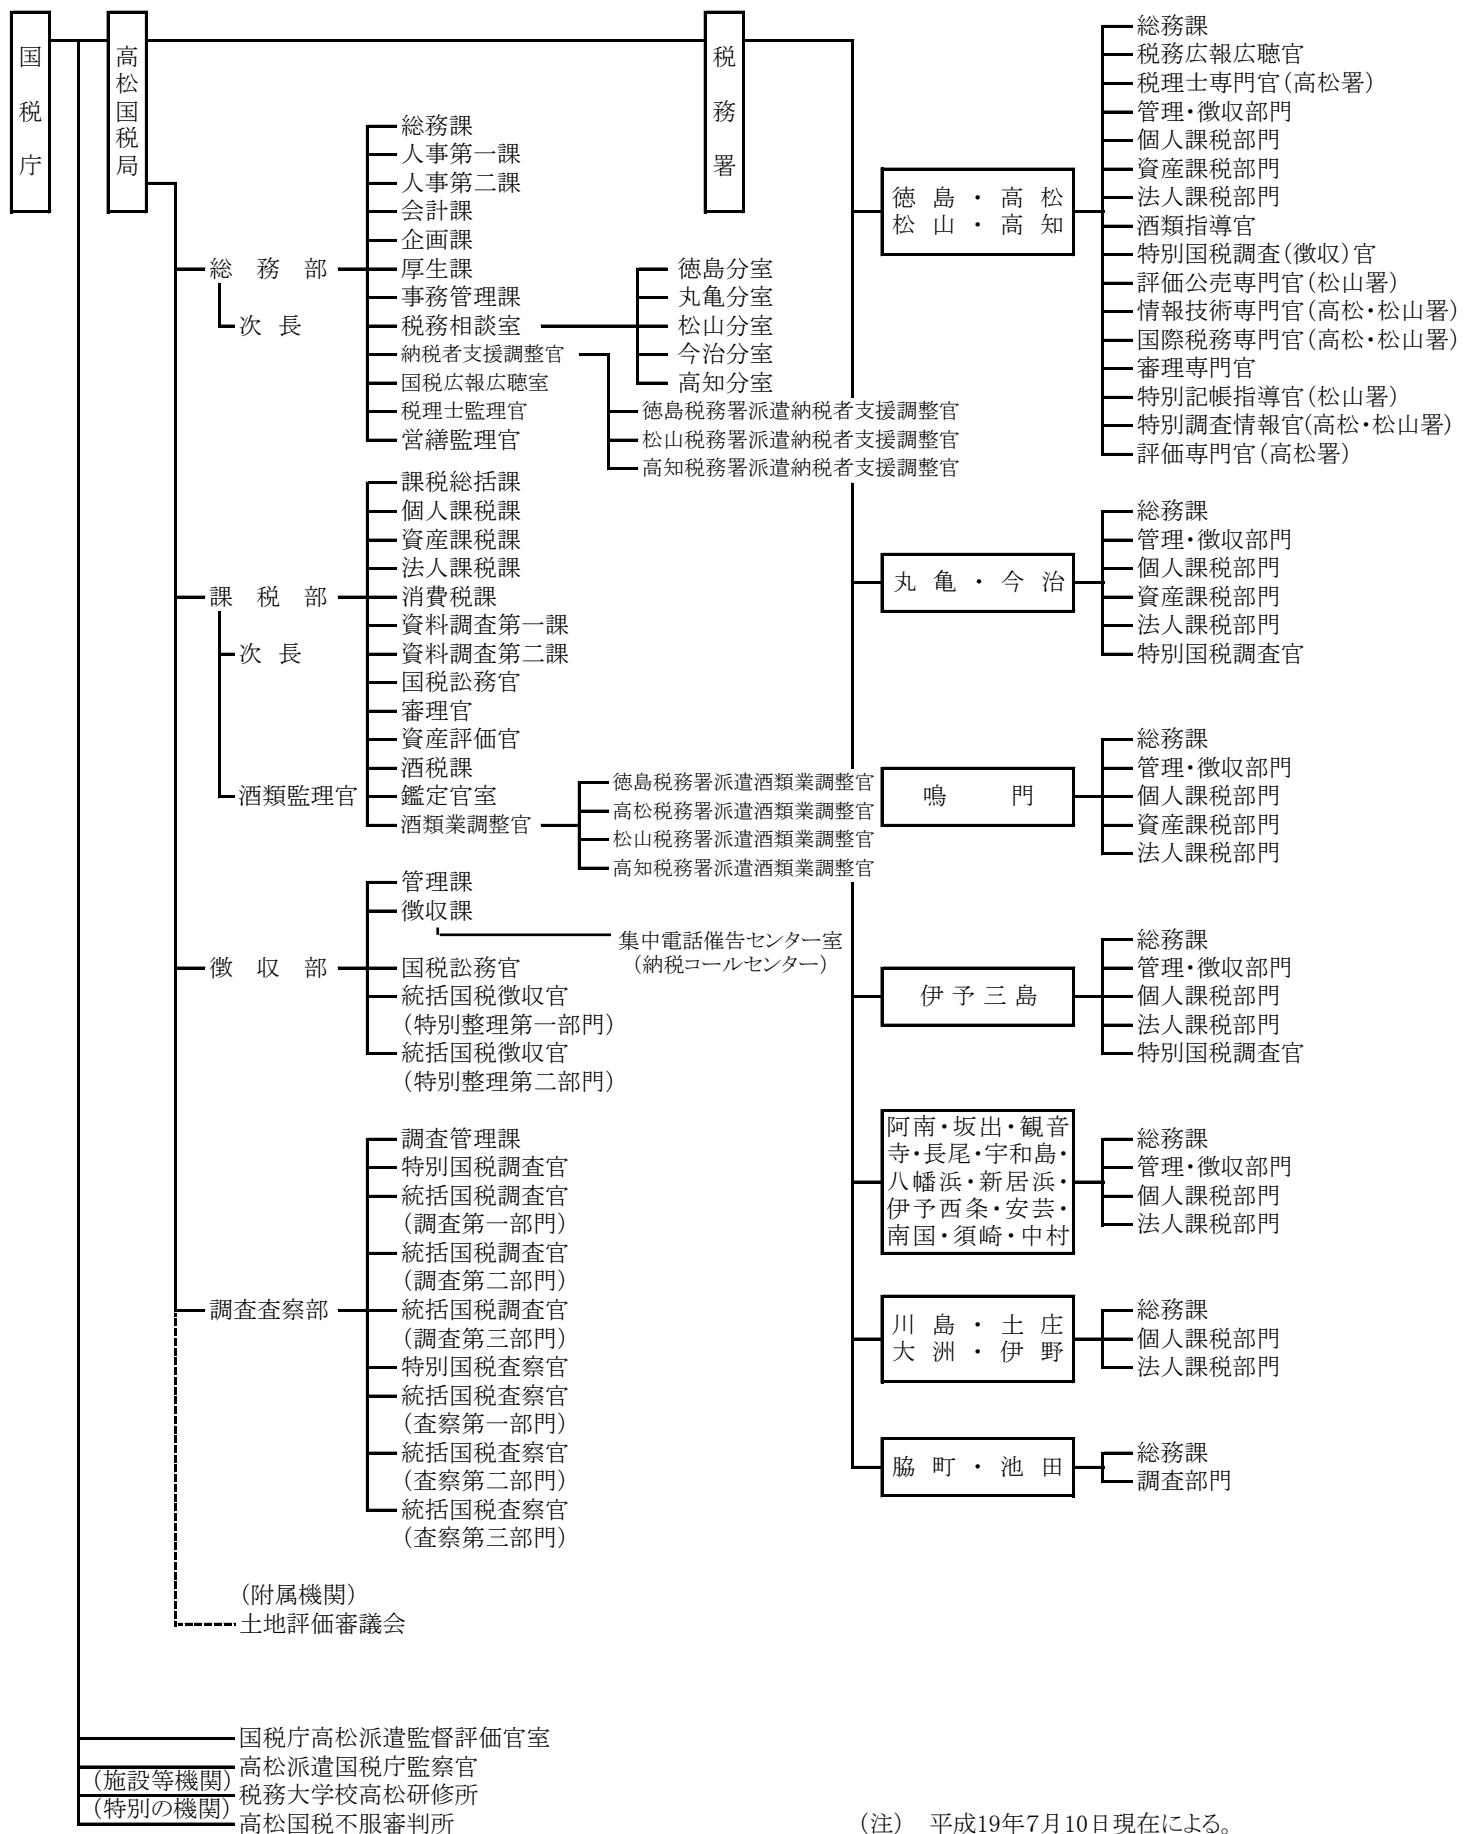 国税庁
高松国税局
総務部
次長
総務課
人事第一課
人事第二課
会計課
企画課
厚生課
事務管理課
税務相談室
納税者支援調整官
国税広報広聴室
税理士監理官
営繕監理官
徳島分室
丸亀分室
松山分室
今治分室
高知分室
徳島税務署派遣納税者支援調整官
松山税務署派遣納税者支援調整官
高知税務署派遣納税者支援調整官
課税部
次長
酒類監理官
課税総括課
個人課税課
資産課税課
法人課税課
消費税課
資料調査第一課
資料調査第二課
国税訟務官
審理官
資産評価官
酒税課
鑑定官室
酒類業調整官
徳島税務署派遣酒類業調整官
高松税務署派遣酒類業調整官
松山税務署派遣酒類業調整官
高知税務署派遣酒類業調整官
徴収部
管理課
徴収課
集中電話催告センター室
（納税コールセンター）
国税訟務官
統括国税徴収官
（特別整理第一部門）
統括国税徴収官
（特別整理第二部門）
調査査察部
調査管理課
特別国税調査官
統括国税調査官
（調査第一部門）
統括国税調査官
（調査第二部門）
統括国税調査官
（調査第三部門）
特別国税査察官
統括国税査察官
（査察第一部門）
統括国税査察官
（査察第二部門）
統括国税査察官
（査察第三部門）
（附属機関）
土地評価審議会
国税庁高松派遣監督評価官室
高松派遣国税庁監察官
（施設等機関）
税務大学校高松研修所
（特別の機関）
高松国税不服審判所
税務署
徳島・高松
松山・高知
総務課
税務広報広聴官
税理士専門官（高松署）
管理・徴収部門
個人課税部門
資産課税部門
法人課税部門
酒類指導官
特別国税調査（徴収）官
評価公売専門官（松山署）
情報技術専門官（高松・松山署）
国際税務専門官（高松・松山署）
審理専門官
特別記帳指導官（松山署）
特別調査情報官（高松・松山署）
評価専門官（高松署）
丸亀・今治
総務課
管理・徴収部門
個人課税部門
資産課税部門
法人課税部門
特別国税調査官
鳴門
総務課
管理・徴収部門
個人課税部門
資産課税部門
法人課税部門
伊予三島
総務課
管理・徴収部門
個人課税部門
法人課税部門
特別国税調査官
阿南・坂出・観音
寺・長尾・宇和島・
八幡浜・新居浜・
伊予西条・安芸・
南国・須崎・中村
総務課
管理・徴収部門
個人課税部門
法人課税部門
川島・土庄
大洲・伊野
総務課
個人課税部門
法人課税部門
脇町・池田
総務課
調査部門
（注）　平成19年7月10日現在による。